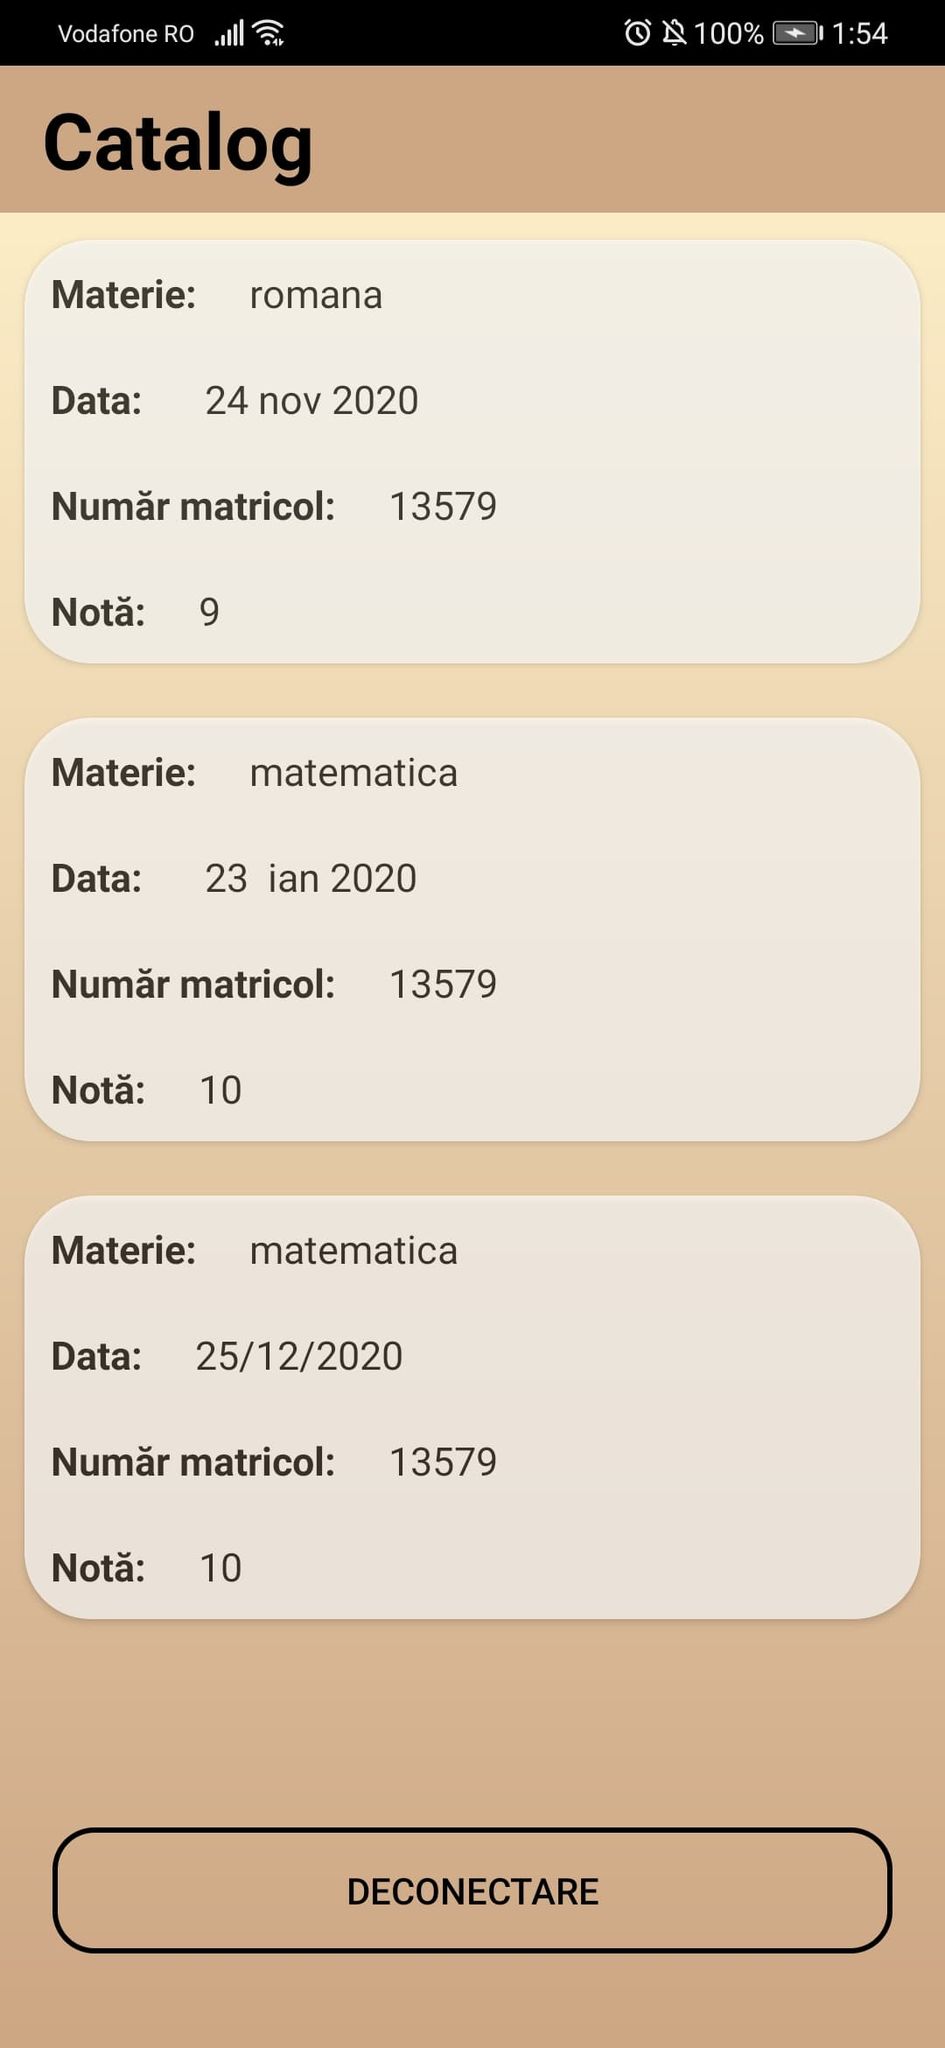 Vodafone RO 100% 1:54
Catalog
Materie: romana
Data: 24 nov 2020
Număr matricol: 13579
Notă: 9
Materie: matematica
Data: 23  ian 2020
Număr matricol: 13579
Notă: 10
Materie: matematica
Data: 25/12/2020
Număr matricol: 13579
Notă: 10
DECONECTARE